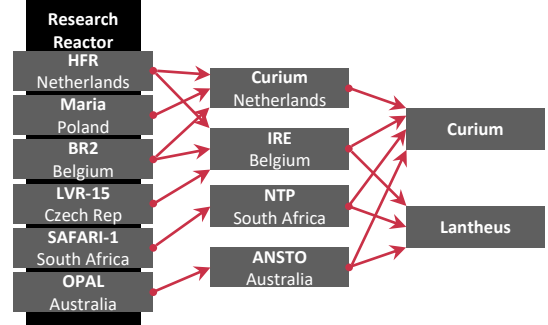 Research
Reactor
HFR
Netherlands
Maria
Poland
BR2
Belgium
LVR-15
Czech Rep
SAFARI-1
South Africa
OPAL
Australia
Curium
Netherlands
IRE
Belgium
NTP
South Africa
ANSTO
Australia
Curium
Lantheus